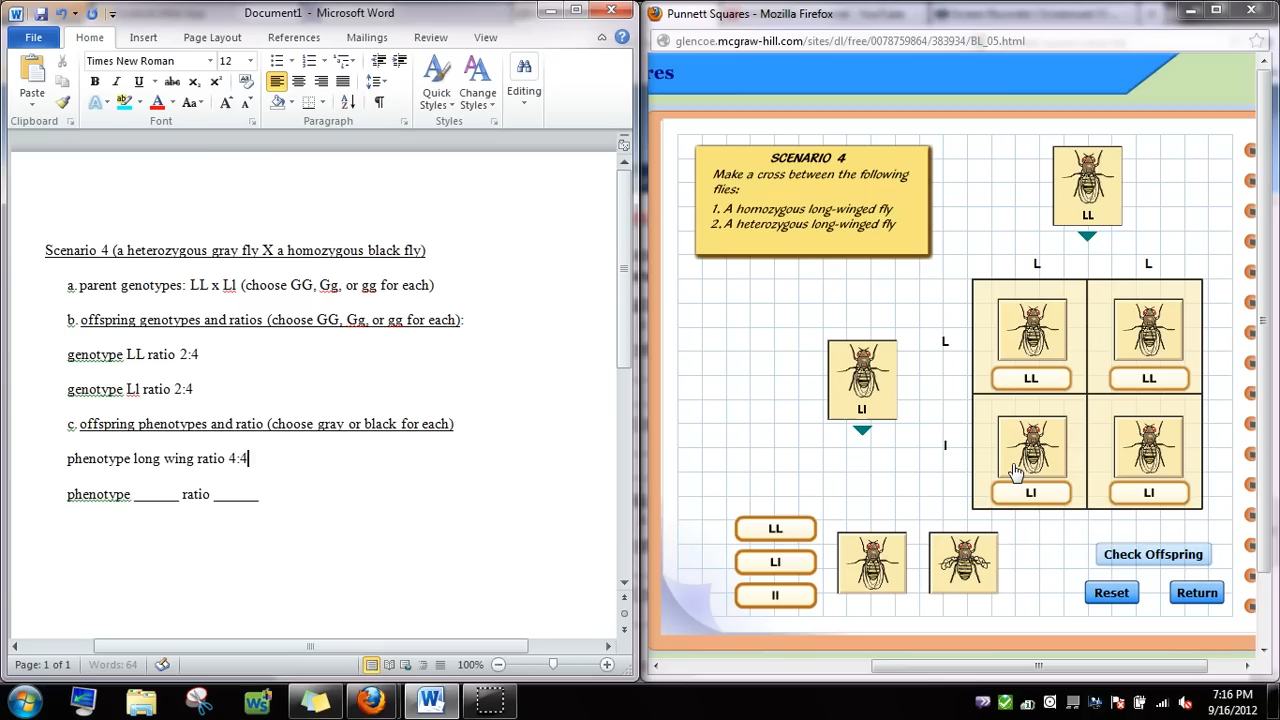 Document1 - Microsoft Word
File Home Insert Page Layout References Mailings Review View
Times New Roman 12
Paste
B I U abc x₂ x²
Aa
Quick Styles
Change Styles
Editing
Clipboard Font Paragraph Styles
Scenario 4 (a heterozygous gray fly X a homozygous black fly)
a. parent genotypes: LL x Ll (choose GG, Gg, or gg for each)
b. offspring genotypes and ratios (choose GG, Gg, or gg for each):
genotype LL ratio 2:4
genotype Ll ratio 2:4
c. offspring phenotypes and ratio (choose gray or black for each)
phenotype long wing ratio 4:4
phenotype ______ ratio ______
Page: 1 of 1 Words: 64 100%
Punnett Squares - Mozilla Firefox
glencoe.mcgraw-hill.com/sites/dl/free/0078759864/383934/BL_05.html
res
SCENARIO 4
Make a cross between the following
flies:
1. A homozygous long-winged fly
2. A heterozygous long-winged fly
LL
L L
L
Ll
LL LL
l
Ll Ll
LL
Ll
ll
Check Offspring
Reset Return
7:16 PM
9/16/2012